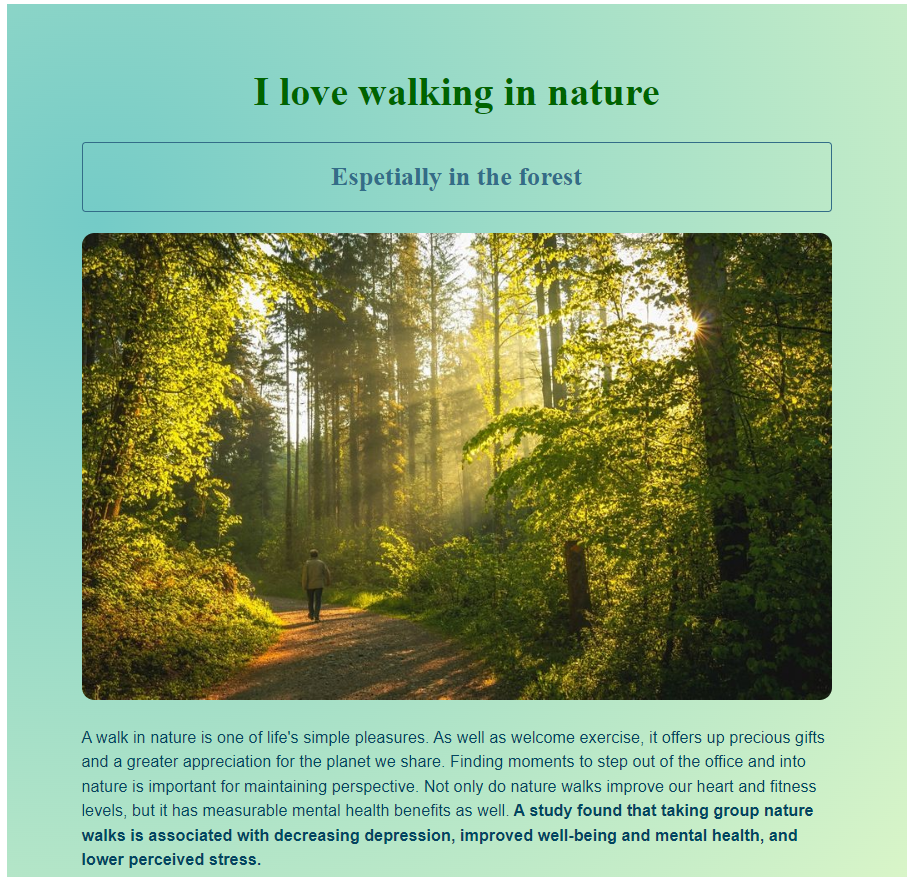 I love walking in nature
Espetially in the forest
A walk in nature is one of life's simple pleasures. As well as welcome exercise, it offers up precious gifts
and a greater appreciation for the planet we share. Finding moments to step out of the office and into
nature is important for maintaining perspective. Not only do nature walks improve our heart and fitness
levels, but it has measurable mental health benefits as well. A study found that taking group nature
walks is associated with decreasing depression, improved well-being and mental health, and
lower perceived stress.